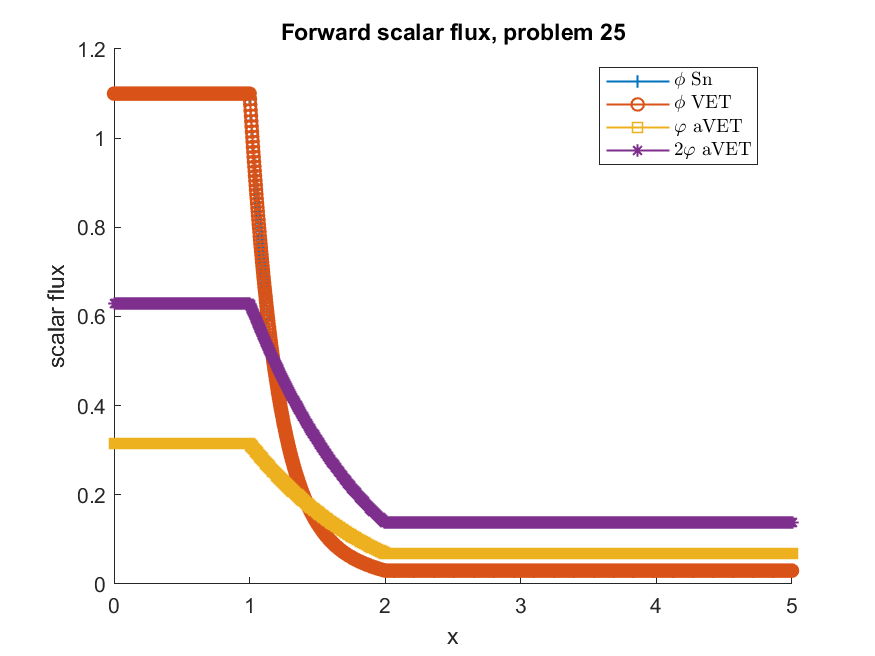 Forward scalar flux, problem 25
ϕ Sn
ϕ VET
φ aVET
2φ aVET
scalar flux
1.2
1
0.8
0.6
0.4
0.2
0
0 1 2 3 4 5
x